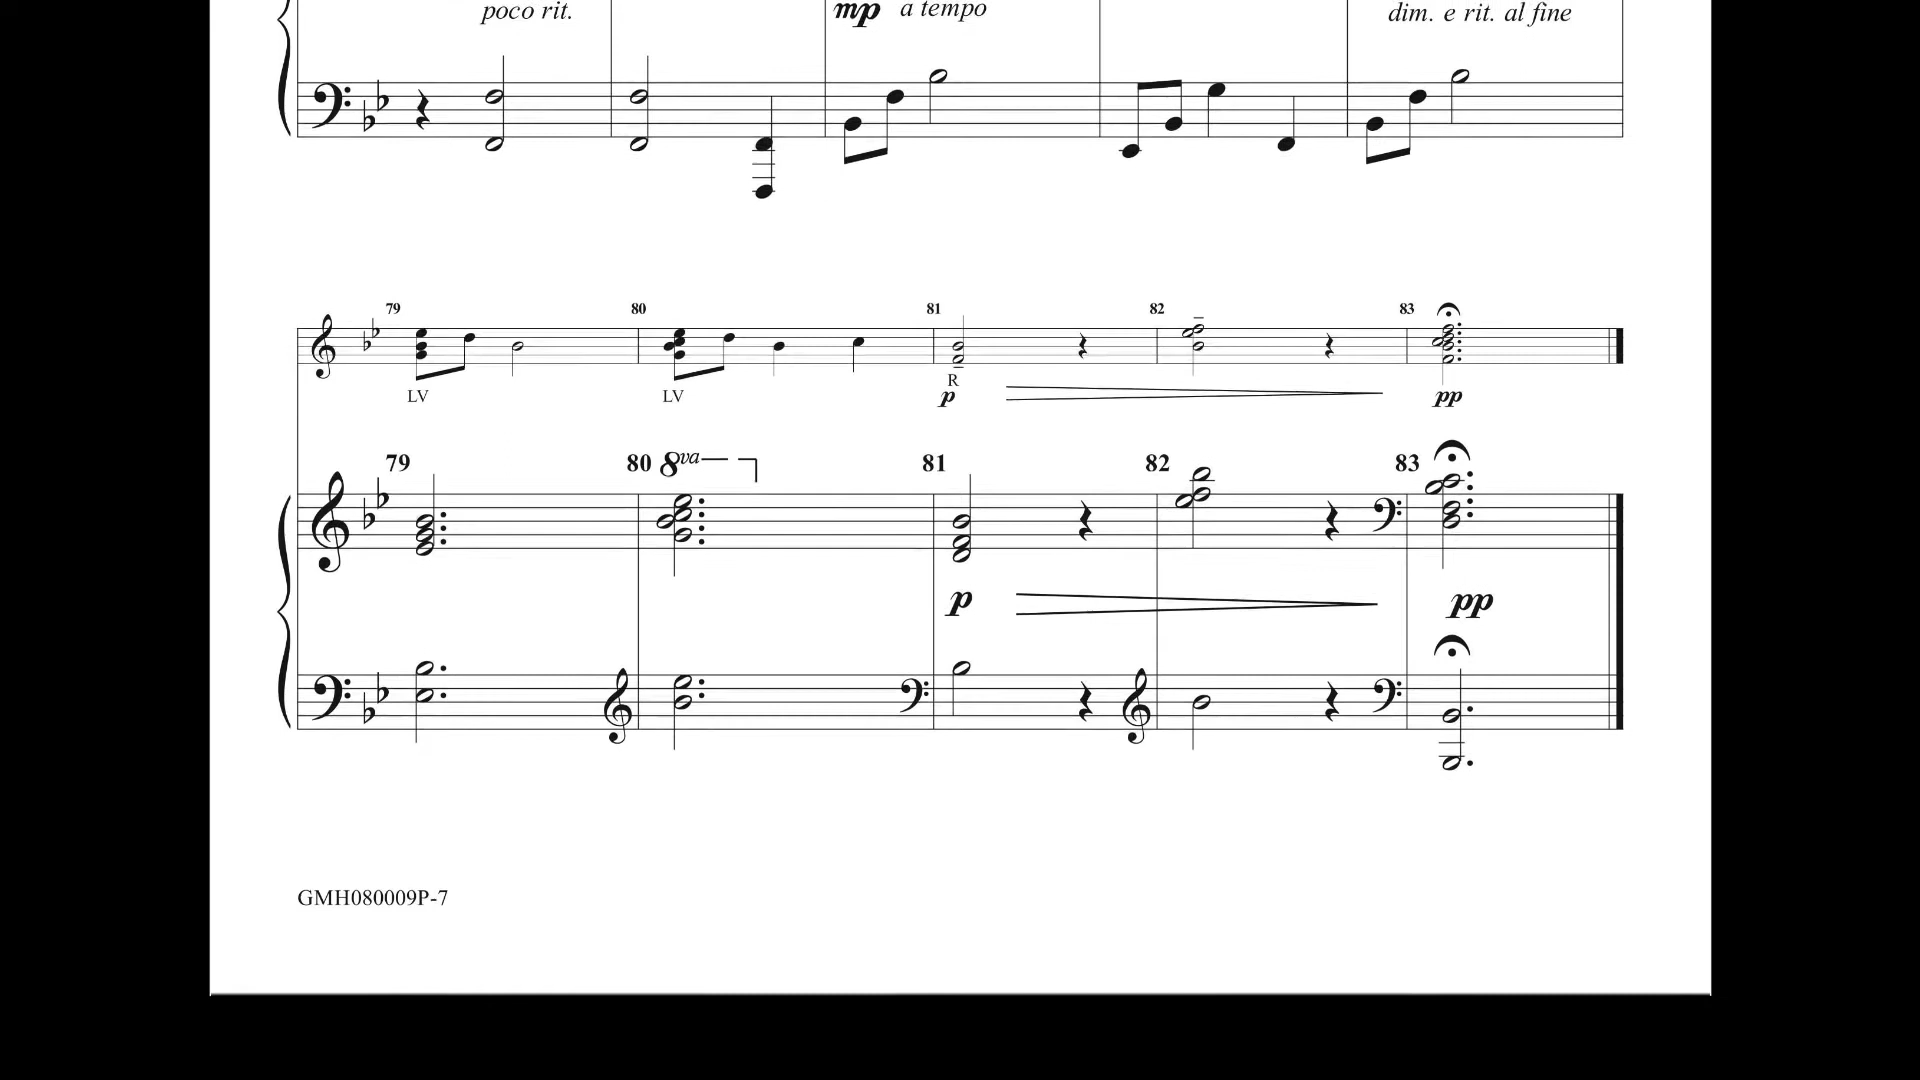 poco rit. mp a tempo dim. e rit. al fine
79 80 81 82 83
LV LV R
p pp
79 80 8va 81 82 83
p pp
GMH080009P-7